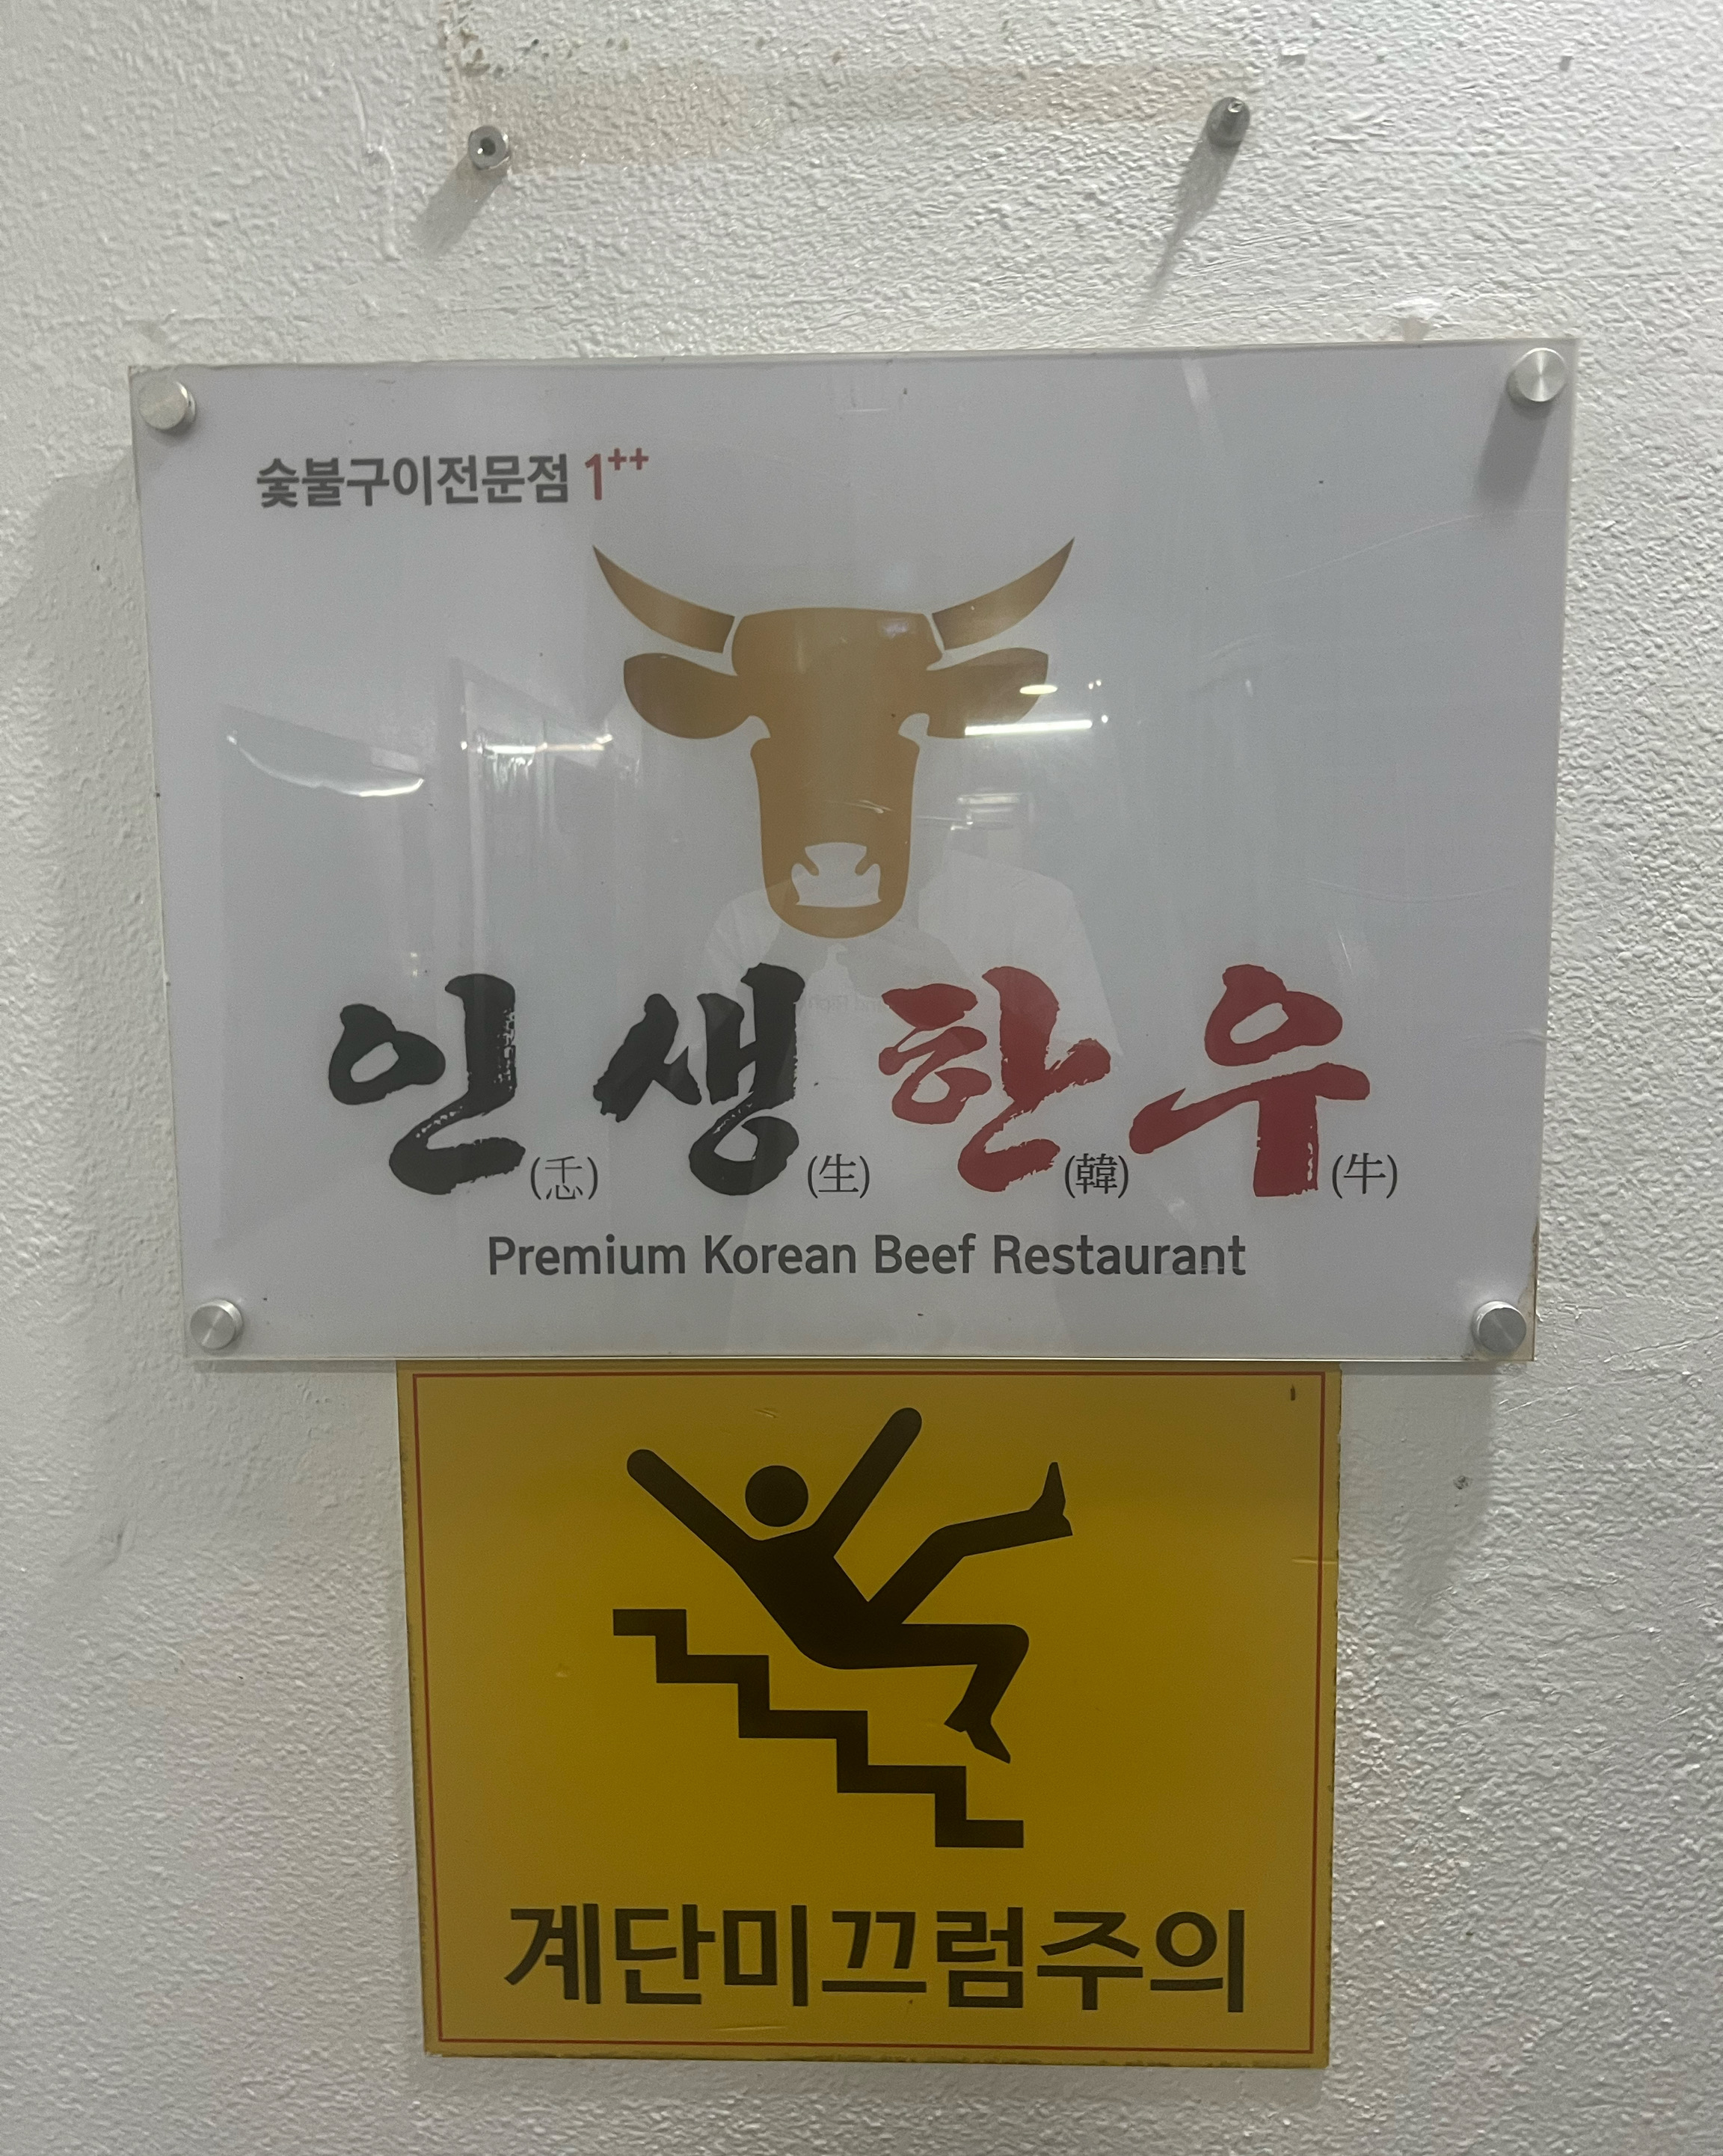 숯불구이전문점 1++
인(忎) 생(生) 한(韓) 우(牛)
Premium Korean Beef Restaurant
계단미끄럼주의